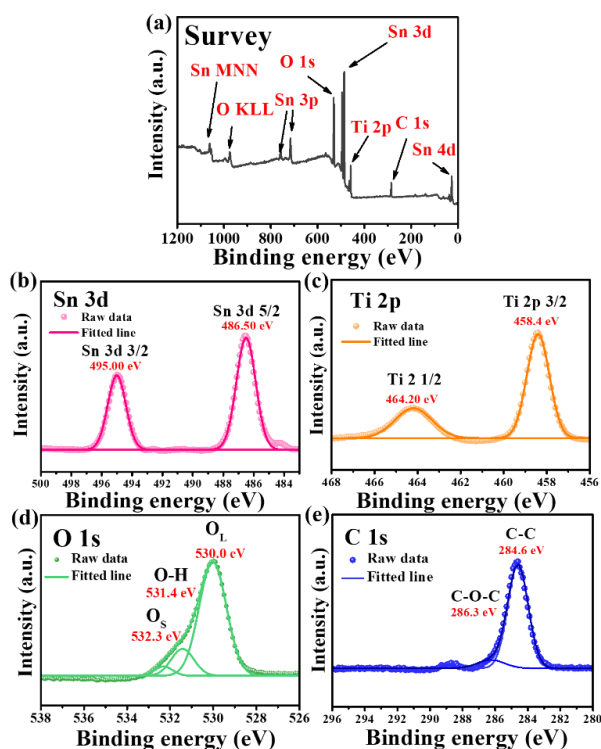 (a)
Survey
Sn 3d
O 1s
Sn MNN
O KLL
Sn 3p
Ti 2p
C 1s
Sn 4d
Intensity (a.u.)
1200 1000 800 600 400 200 0
Binding energy (eV)
(b)
Sn 3d
Raw data
Fitted line
Sn 3d 5/2
486.50 eV
Sn 3d 3/2
495.00 eV
Intensity (a.u.)
500 498 496 494 492 490 488 486 484
Binding energy (eV)
(c)
Ti 2p
Raw data
Fitted line
Ti 2p 3/2
458.4 eV
Ti 2 1/2
464.20 eV
Intensity (a.u.)
468 466 464 462 460 458 456
Binding energy (eV)
(d)
O 1s
Raw data
Fitted line
OL
530.0 eV
O-H
531.4 eV
OS
532.3 eV
Intensity (a.u.)
538 536 534 532 530 528 526
Binding energy (eV)
(e)
C 1s
Raw data
Fitted line
C-C
284.6 eV
C-O-C
286.3 eV
Intensity (a.u.)
296 294 292 290 288 286 284 282 280
Binding energy (eV)